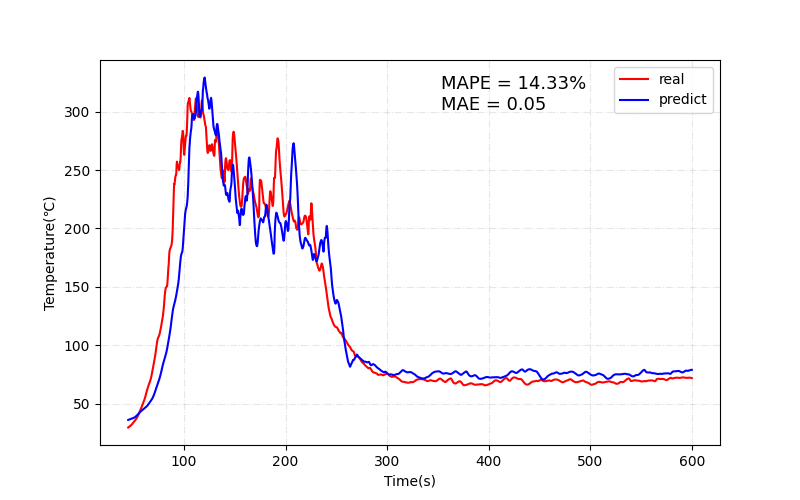 MAPE = 14.33%
MAE = 0.05
real
predict
Temperature(℃)
300
250
200
150
100
50
100
200
300
400
500
600
Time(s)